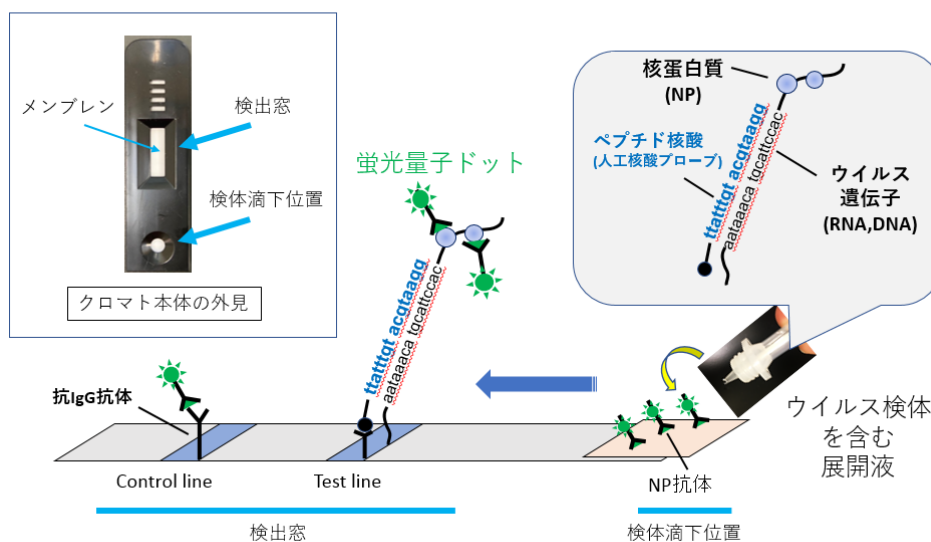 メンブレン
検出窓
検体滴下位置
クロマト本体の外見
蛍光量子ドット
核蛋白質
(NP)
ペプチド核酸
(人工核酸プローブ)
ttatttgt acgtaagg
aataaaca tgcattccac
ウイルス
遺伝子
(RNA,DNA)
ttatttgt acgtaagg
aataaaca tgcattccac
抗IgG抗体
ウイルス検体
を含む
展開液
Control line
Test line
NP抗体
検出窓
検体滴下位置